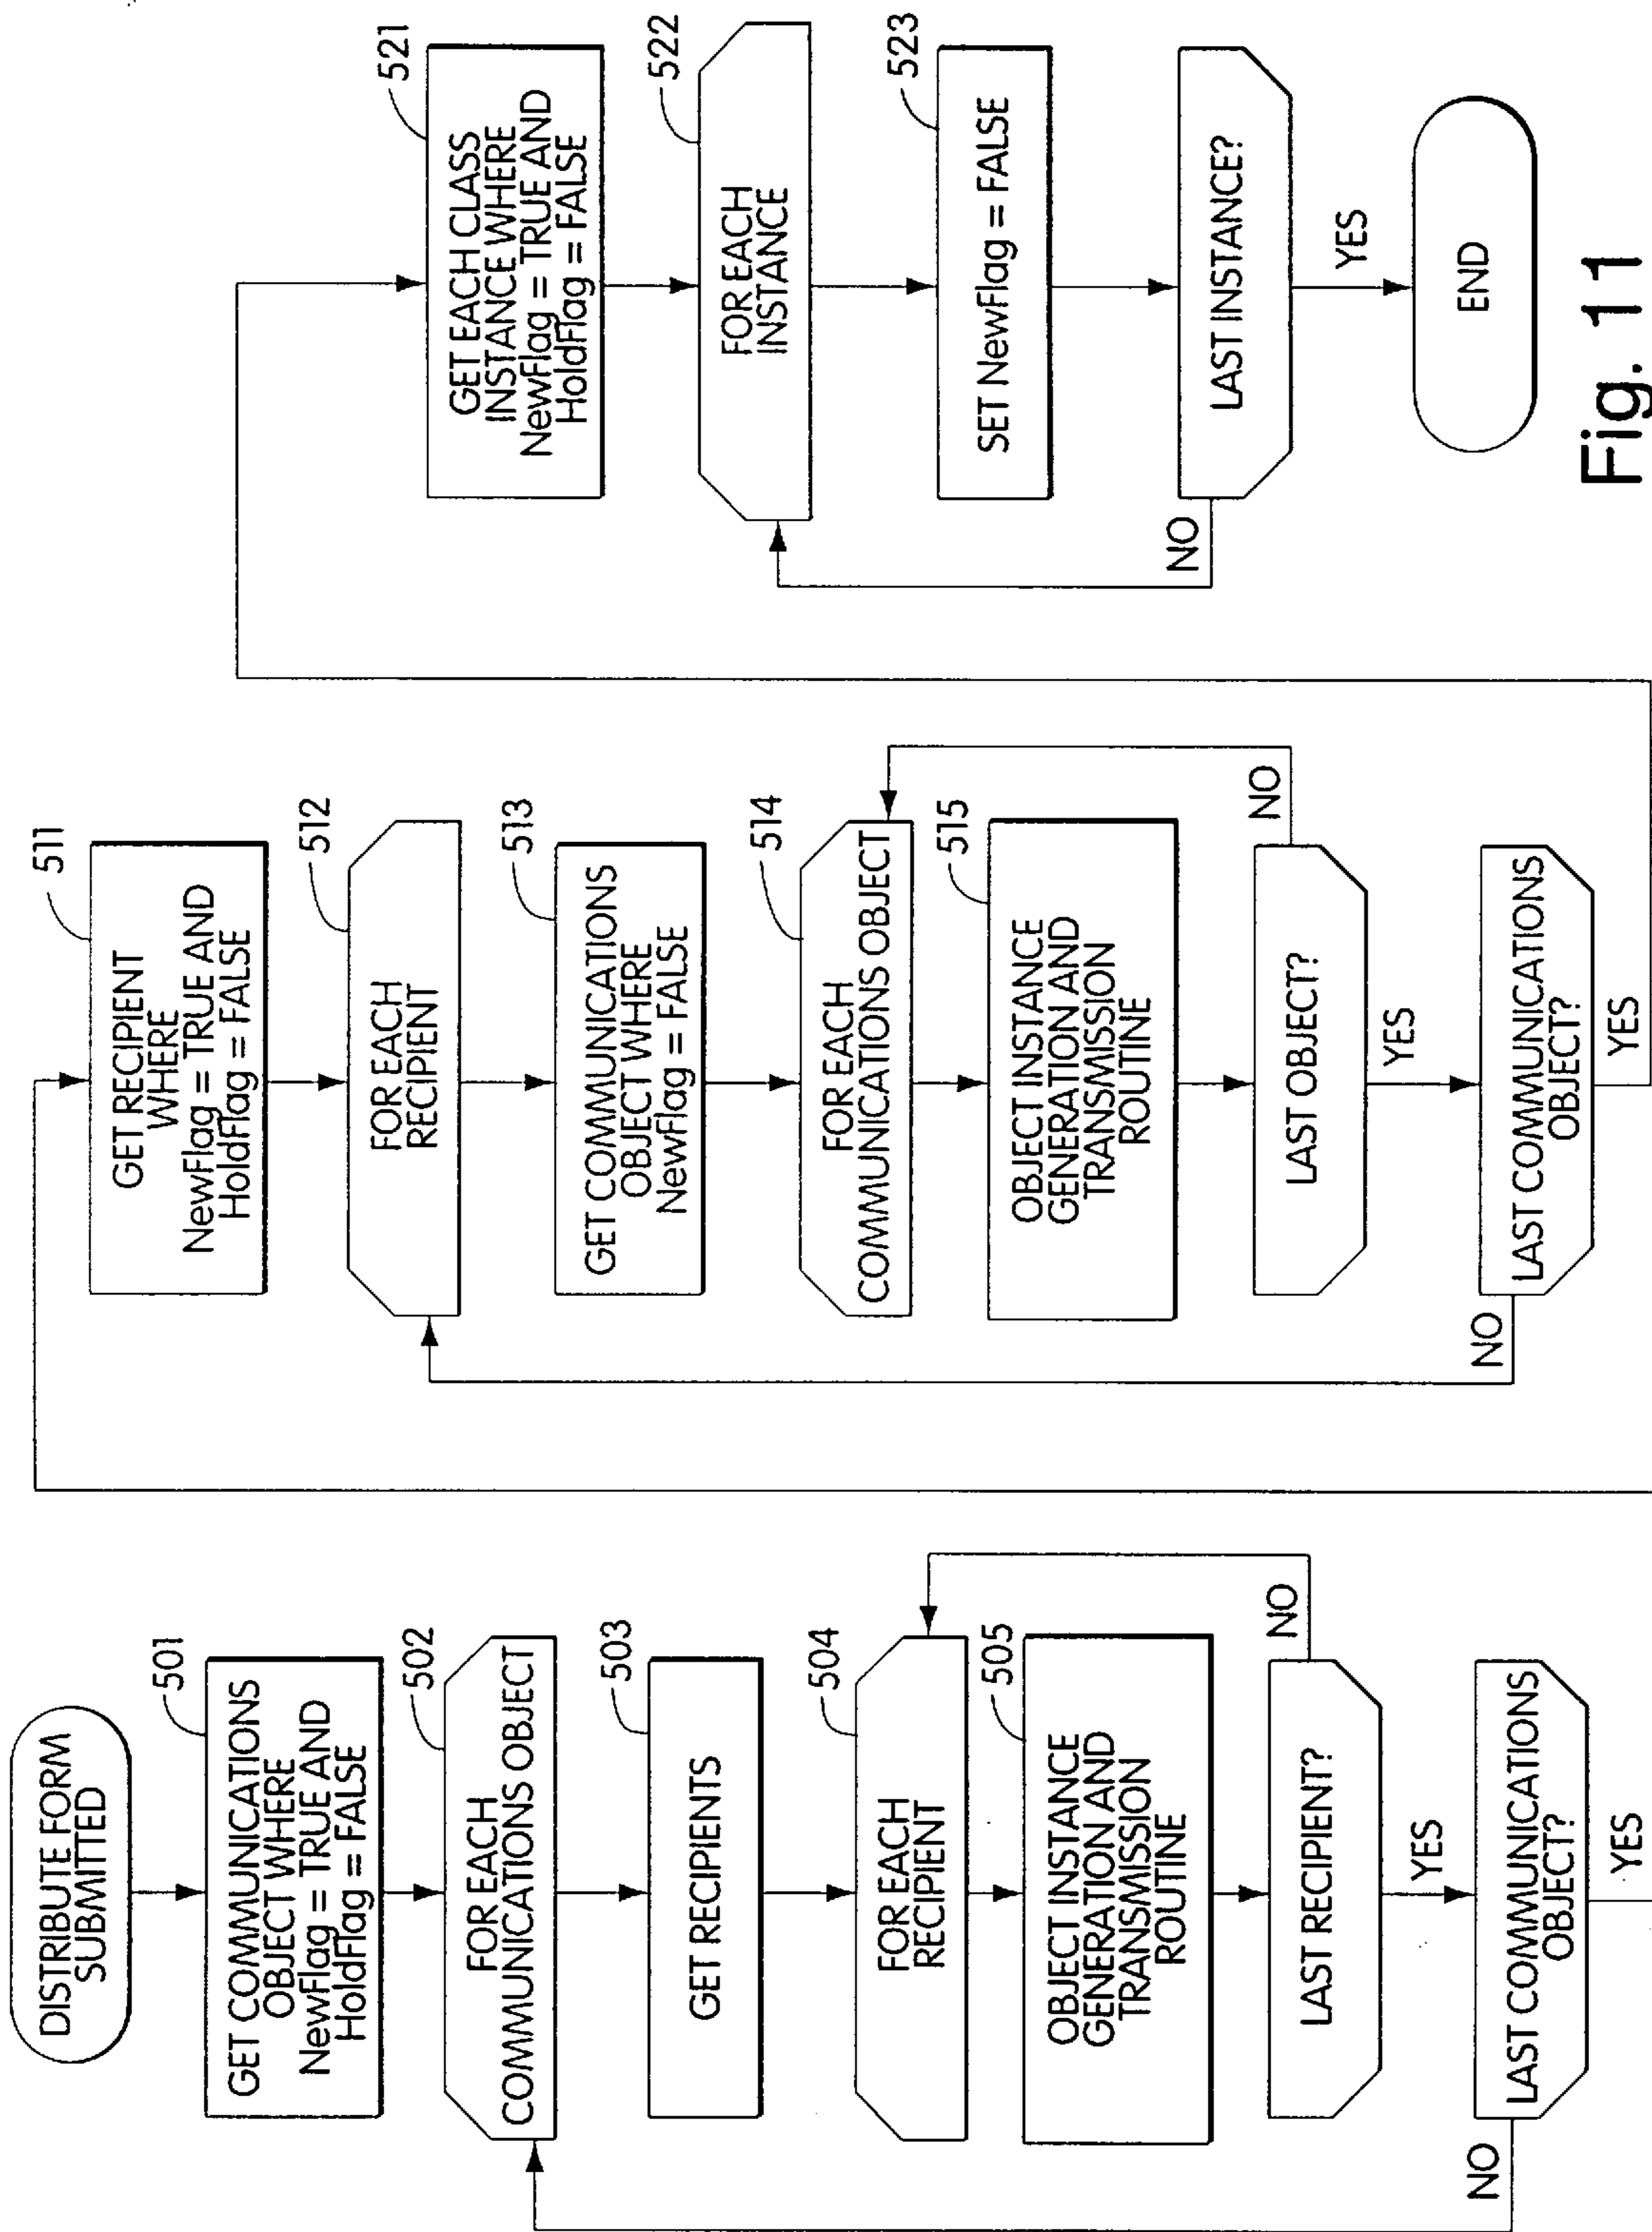 DISTRIBUTE FORM
SUBMITTED
501
GET COMMUNICATIONS
OBJECT WHERE
NewFlag = TRUE AND
HoldFlag = FALSE
502
FOR EACH
COMMUNICATIONS OBJECT
503
GET RECIPIENTS
504
FOR EACH
RECIPIENT
505
OBJECT INSTANCE
GENERATION AND
TRANSMISSION
ROUTINE
LAST RECIPIENT?
NO
YES
LAST COMMUNICATIONS
OBJECT?
NO
YES
511
GET RECIPIENT
WHERE
NewFlag = TRUE AND
HoldFlag = FALSE
512
FOR EACH
RECIPIENT
513
GET COMMUNICATIONS
OBJECT WHERE
NewFlag = FALSE
514
FOR EACH
COMMUNICATIONS OBJECT
515
OBJECT INSTANCE
GENERATION AND
TRANSMISSION
ROUTINE
LAST OBJECT?
NO
YES
LAST COMMUNICATIONS
OBJECT?
NO
YES
521
GET EACH CLASS
INSTANCE WHERE
NewFlag = TRUE AND
HoldFlag = FALSE
522
FOR EACH
INSTANCE
523
SET NewFlag = FALSE
LAST INSTANCE?
NO
YES
END
Fig. 11